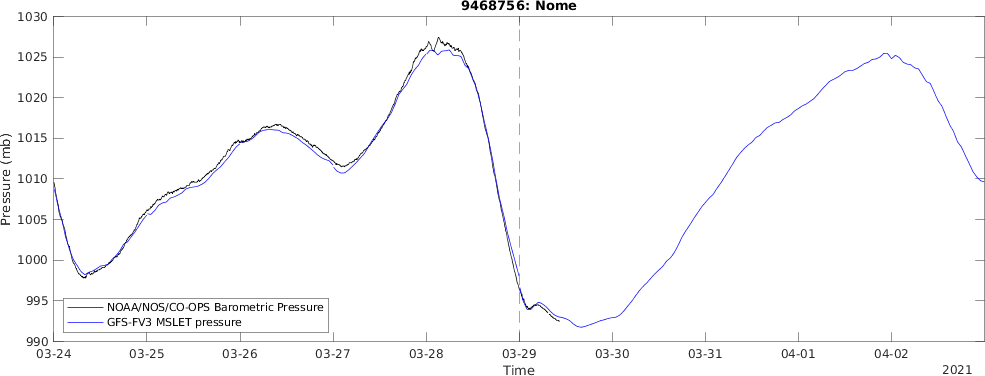 9468756: Nome
Pressure (mb)
1030
1025
1020
1015
1010
1005
1000
995
990
NOAA/NOS/CO-OPS Barometric Pressure
GFS-FV3 MSLET pressure
03-24 03-25 03-26 03-27 03-28 03-29 03-30 03-31 04-01 04-02
Time
2021